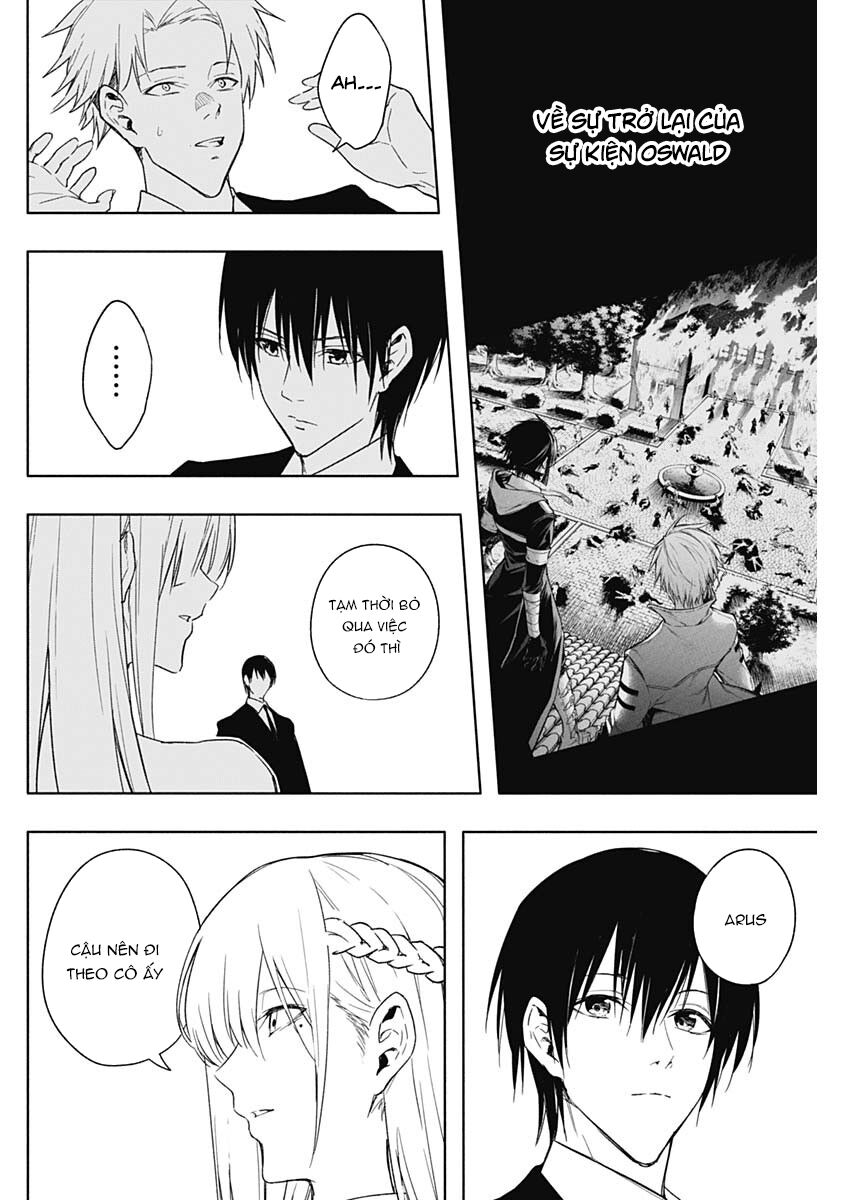 VỀ SỰ TRỞ LẠI CỦA
SỰ KIỆN OSWALD
AH...
......
TẠM THỜI BỎ
QUA VIỆC
ĐÓ THÌ
ARUS
CẬU NÊN ĐI
THEO CÔ ẤY